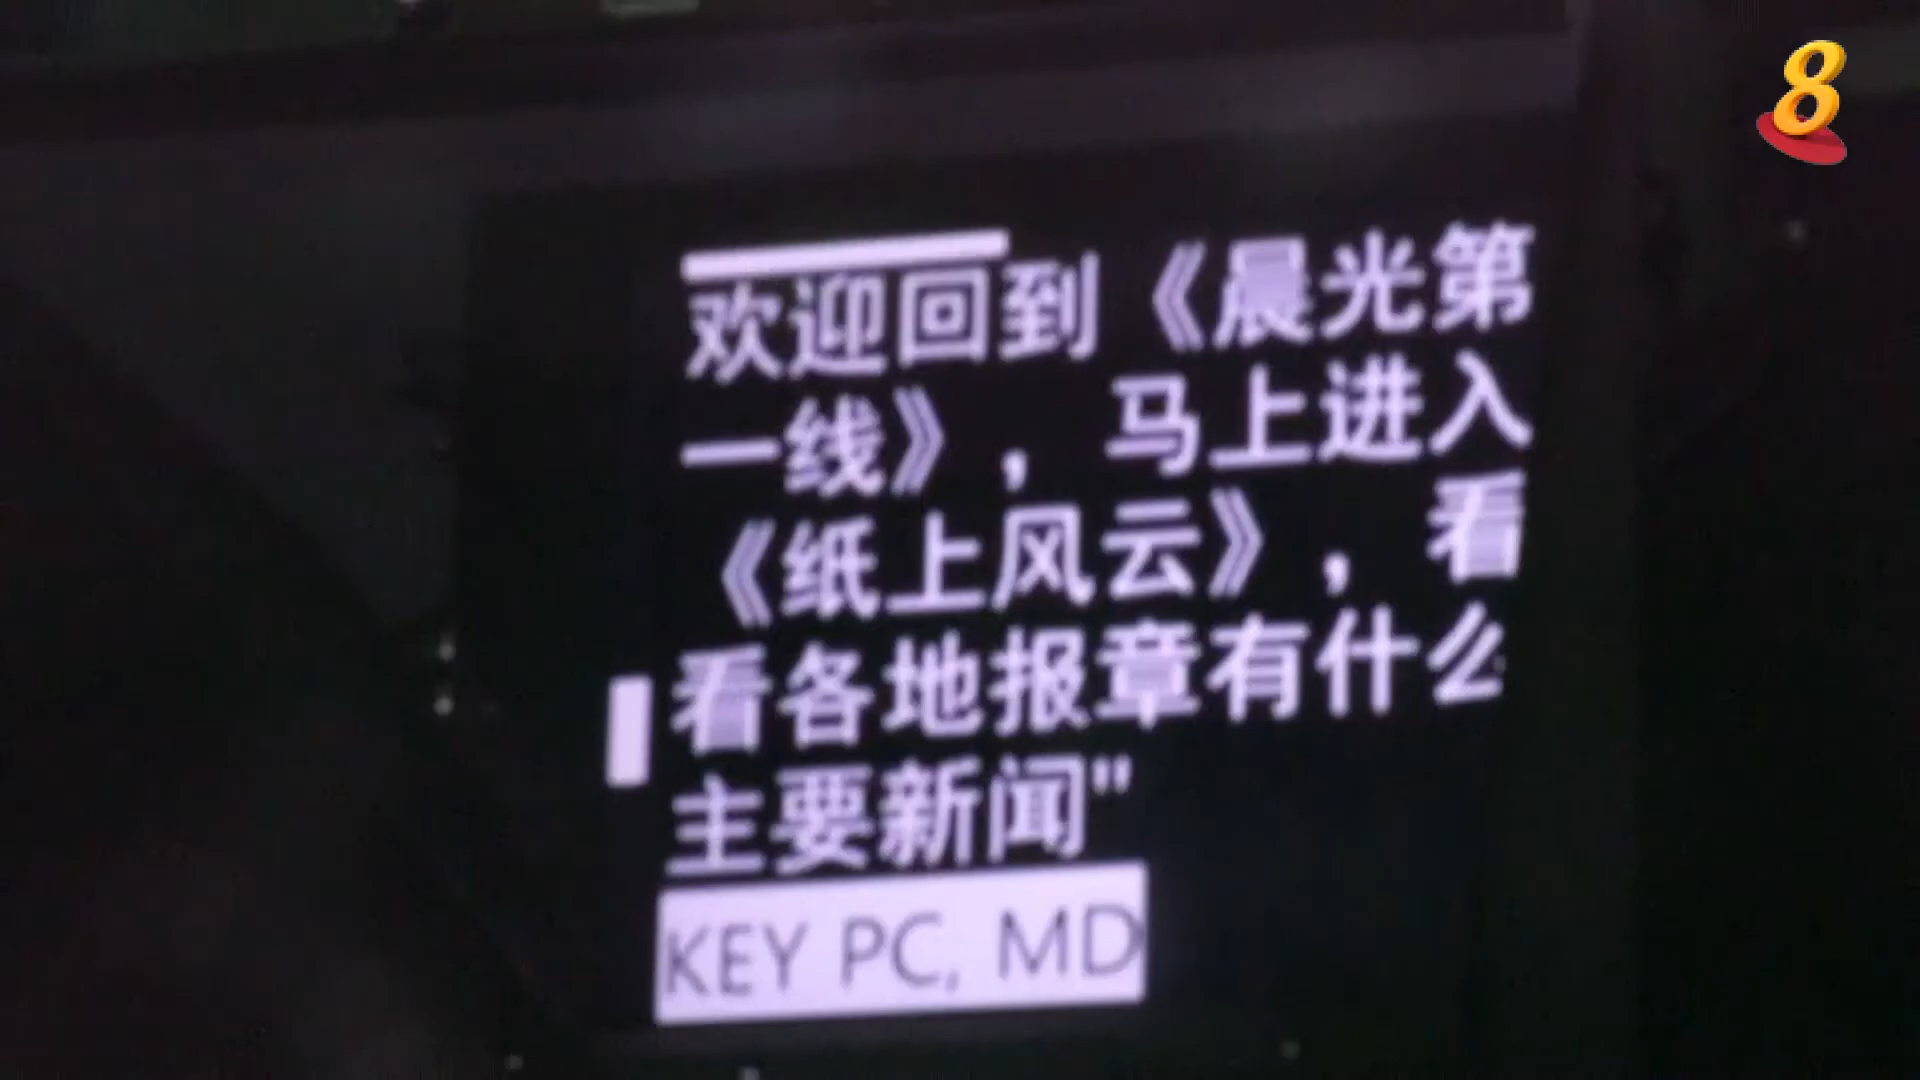 8
欢迎回到《晨光第
一线》，马上进入
《纸上风云》，看
看各地报章有什么
主要新闻"
KEY PC, MD